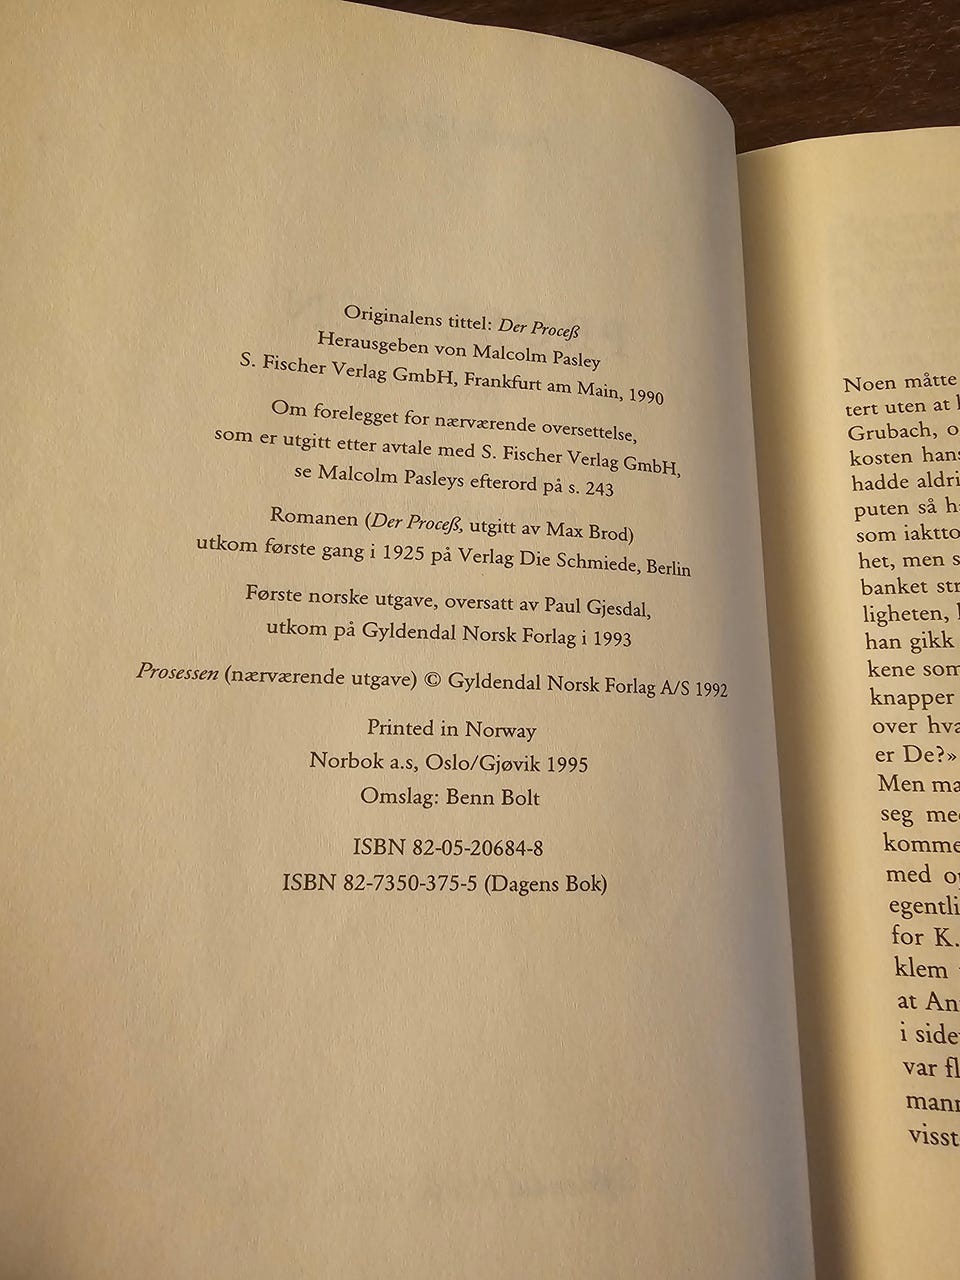 Originalens tittel: Der Proceß
Herausgeben von Malcolm Pasley
S. Fischer Verlag GmbH, Frankfurt am Main, 1990
Om forelegget for nærværende oversettelse,
som er utgitt etter avtale med S. Fischer Verlag GmbH,
se Malcolm Pasleys efterord på s. 243
Romanen (Der Proceß, utgitt av Max Brod)
utkom første gang i 1925 på Verlag Die Schmiede, Berlin
Første norske utgave, oversatt av Paul Gjesdal,
utkom på Gyldendal Norsk Forlag i 1993
Prosessen (nærværende utgave) © Gyldendal Norsk Forlag A/S 1992
Printed in Norway
Norbok a.s, Oslo/Gjøvik 1995
Omslag: Benn Bolt
ISBN 82-05-20684-8
ISBN 82-7350-375-5 (Dagens Bok)
Noen måtte
tert uten at
Grubach, o
kosten hans
hadde aldri
puten så h
som iaktto
het, men s
banket str
ligheten,
han gikk
kene som
knapper
over hva
er De?»
Men ma
seg med
komme
med op
egentli
for K.
klem
at An
i side
var fl
mann
visst